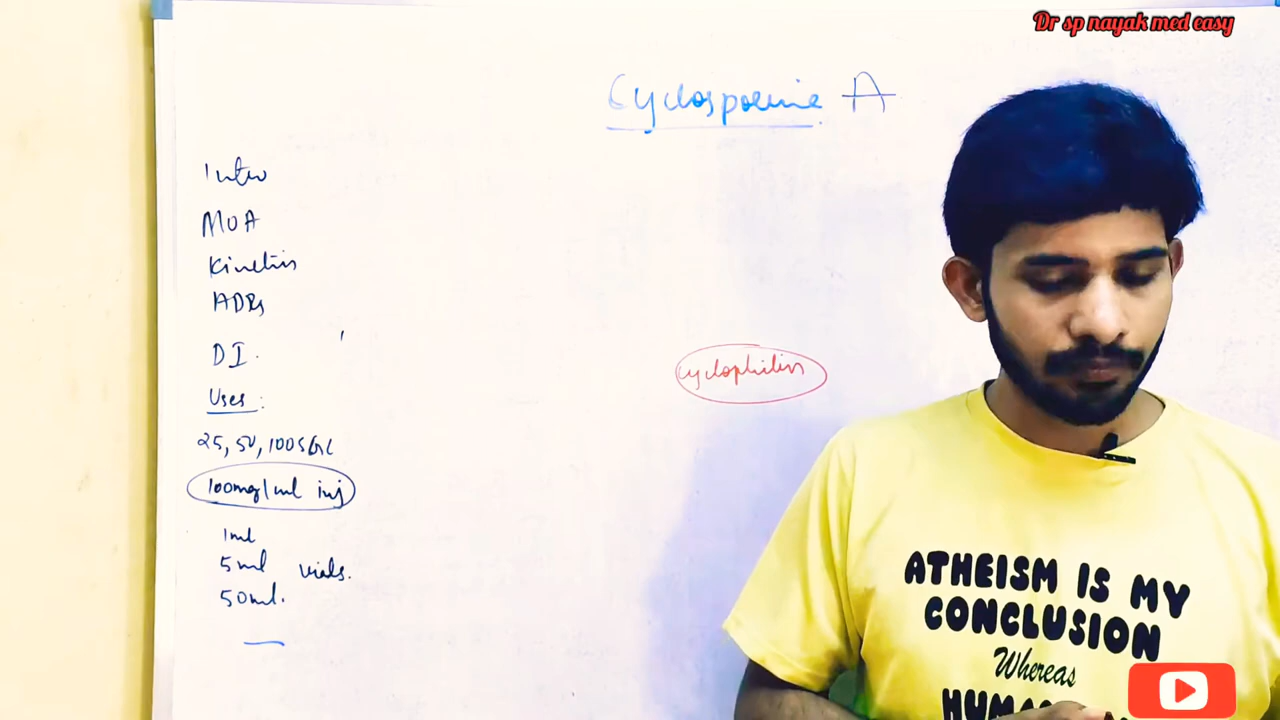 Dr sp nayak med easy
Cyclosporine A
Intro
MOA
Kinetics
ADRs
DI.
Uses :
25, 50, 100 SGC
100mg/ml inj
1ml
5ml vials.
50ml.
cyclophilin
ATHEISM IS MY
CONCLUSION
Whereas